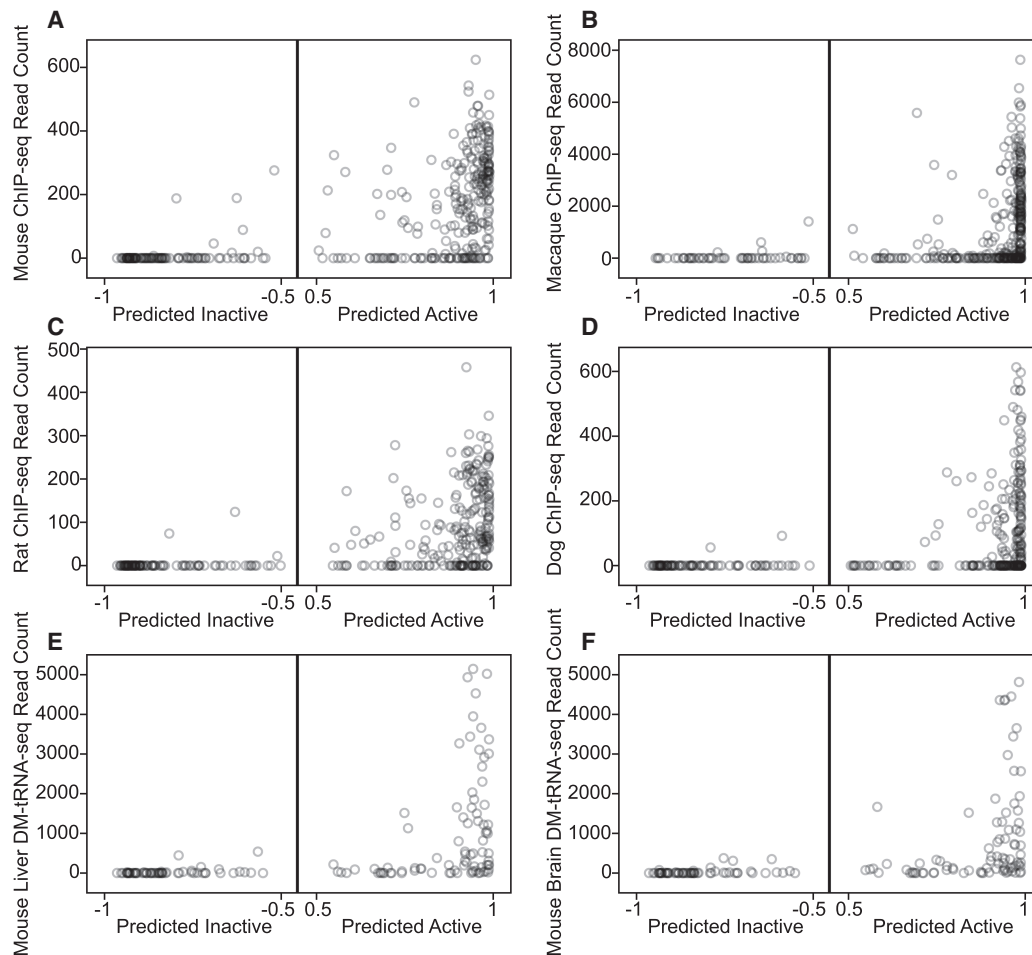 A
Mouse ChIP-seq Read Count
600
400
200
0
-1
-0.5
0.5
1
Predicted Inactive
Predicted Active
B
Macaque ChIP-seq Read Count
8000
6000
4000
2000
0
-1
-0.5
0.5
1
Predicted Inactive
Predicted Active
C
Rat ChIP-seq Read Count
500
400
300
200
100
0
-1
-0.5
0.5
1
Predicted Inactive
Predicted Active
D
Dog ChIP-seq Read Count
600
400
200
0
-1
-0.5
0.5
1
Predicted Inactive
Predicted Active
E
Mouse Liver DM-tRNA-seq Read Count
5000
4000
3000
2000
1000
0
-1
-0.5
0.5
1
Predicted Inactive
Predicted Active
F
Mouse Brain DM-tRNA-seq Read Count
5000
4000
3000
2000
1000
0
-1
-0.5
0.5
1
Predicted Inactive
Predicted Active